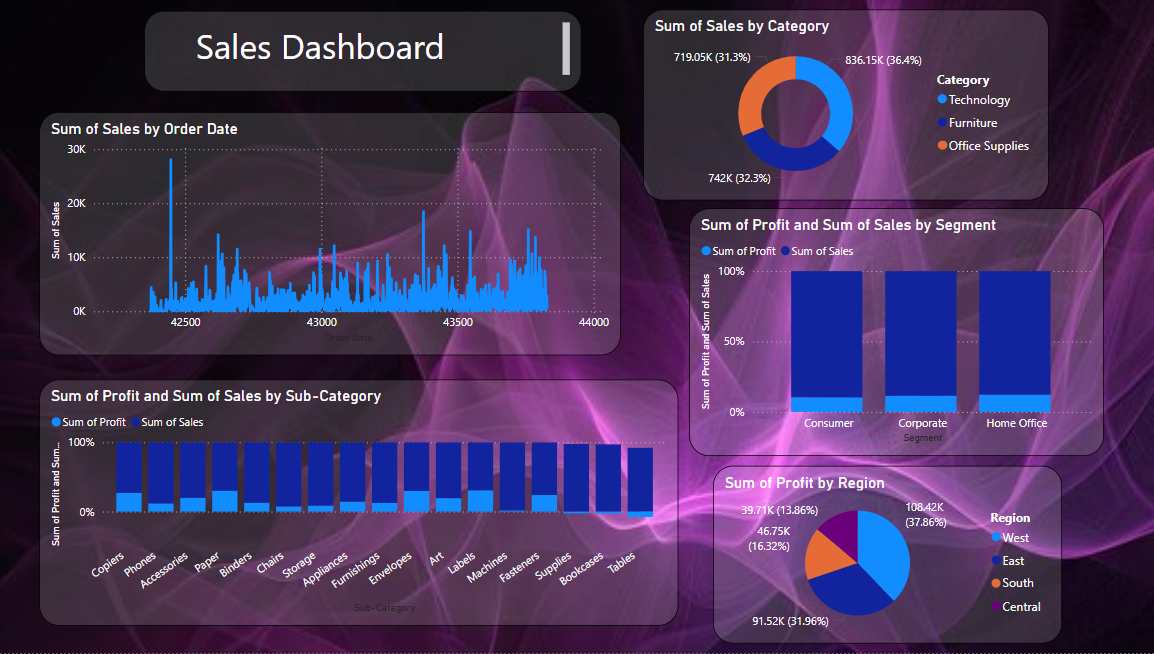 Sales Dashboard
Sum of Sales by Order Date
Sum of Sales
30K
20K
10K
0K
42500 43000 43500 44000
Order Date
Sum of Sales by Category
719.05K (31.3%)
836.15K (36.4%)
742K (32.3%)
Category
Technology
Furniture
Office Supplies
Sum of Profit and Sum of Sales by Segment
Sum of Profit Sum of Sales
Sum of Profit and Sum of Sales
100%
50%
0%
Consumer Corporate Home Office
Segment
Sum of Profit and Sum of Sales by Sub-Category
Sum of Profit Sum of Sales
Sum of Profit and Sum...
100%
0%
Copiers
Phones
Accessories
Paper
Binders
Chairs
Storage
Appliances
Furnishings
Envelopes
Art
Labels
Machines
Fasteners
Supplies
Bookcases
Tables
Sub-Category
Sum of Profit by Region
39.71K (13.86%)
46.75K
(16.32%)
108.42K
(37.86%)
91.52K (31.96%)
Region
West
East
South
Central